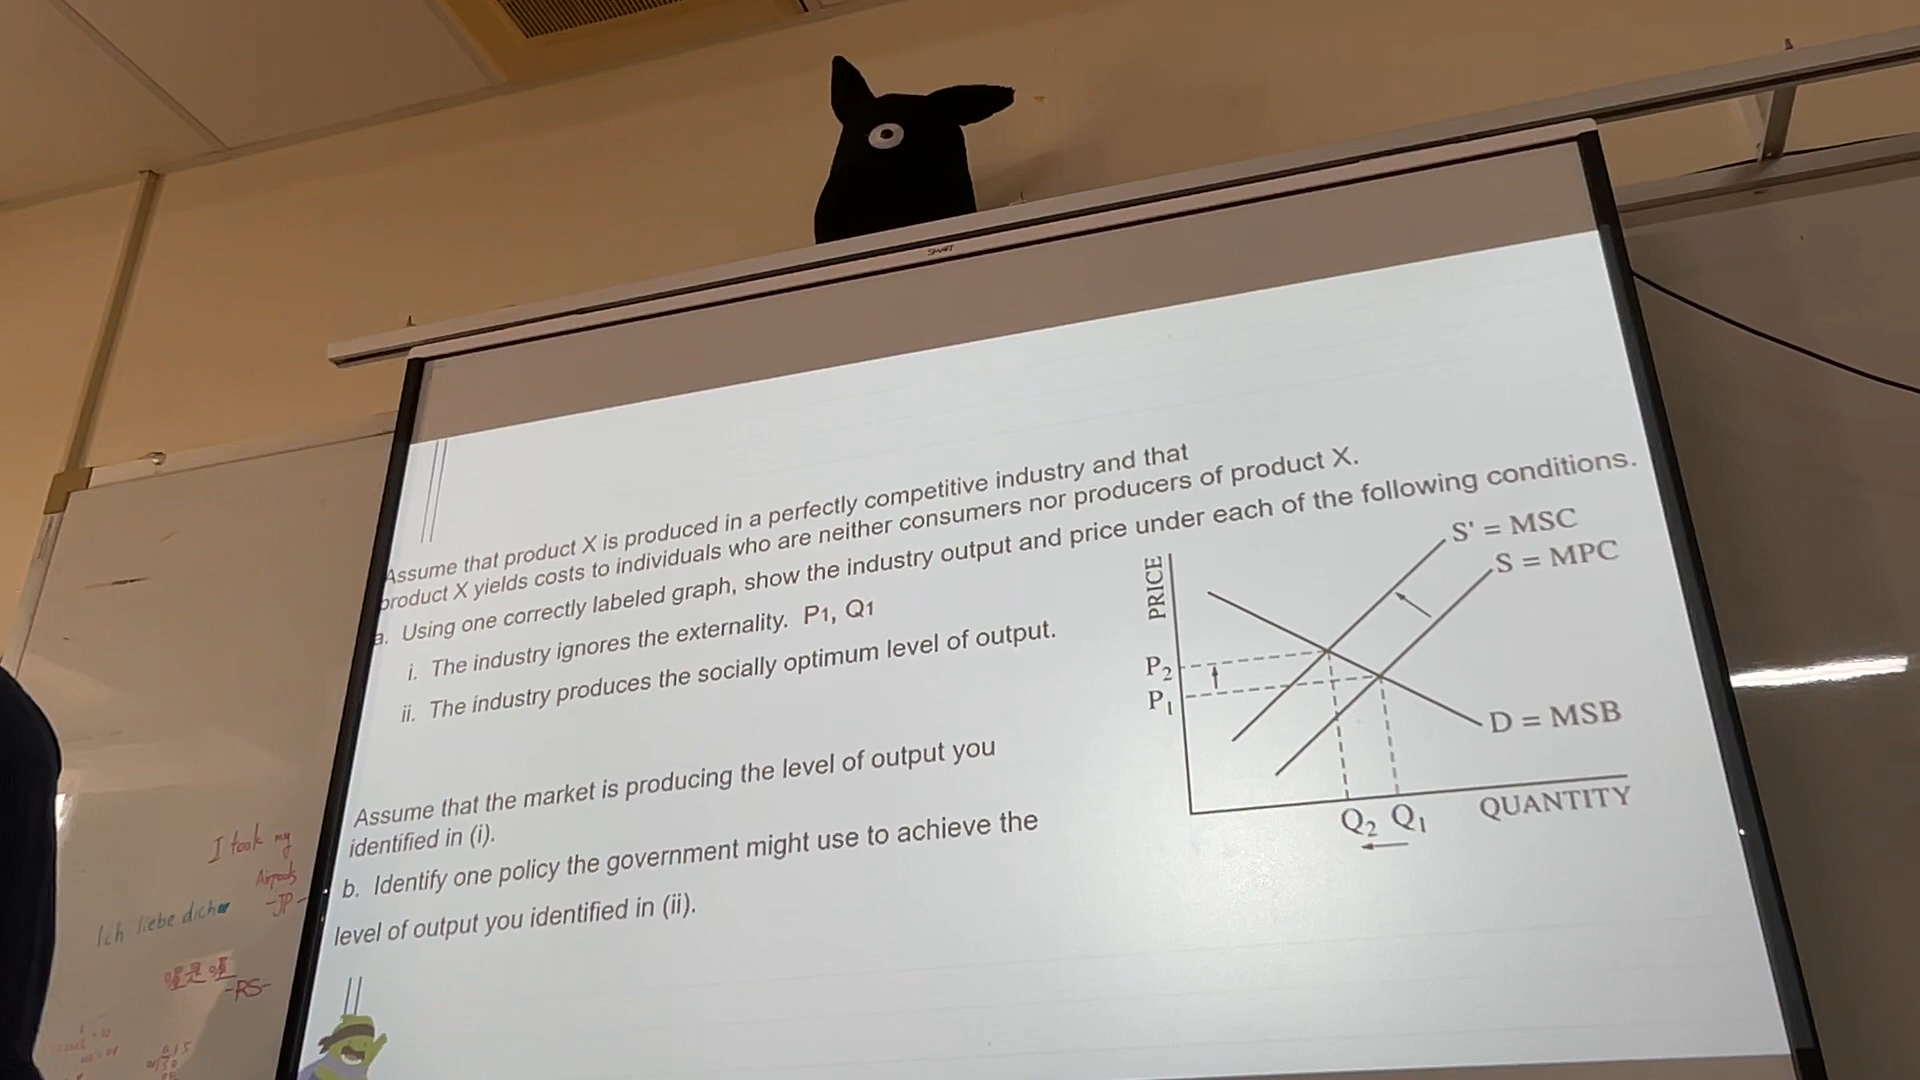 SMART
Assume that product X is produced in a perfectly competitive industry and that
product X yields costs to individuals who are neither consumers nor producers of product X.
a. Using one correctly labeled graph, show the industry output and price under each of the following conditions.
i. The industry ignores the externality. P1, Q1
ii. The industry produces the socially optimum level of output.
Assume that the market is producing the level of output you
identified in (i).
b. Identify one policy the government might use to achieve the
level of output you identified in (ii).
PRICE
S' = MSC
S = MPC
P2
P1
D = MSB
Q2 Q1
QUANTITY
I took my
Airpods
-JP-
Ich liebe dich
-RS-